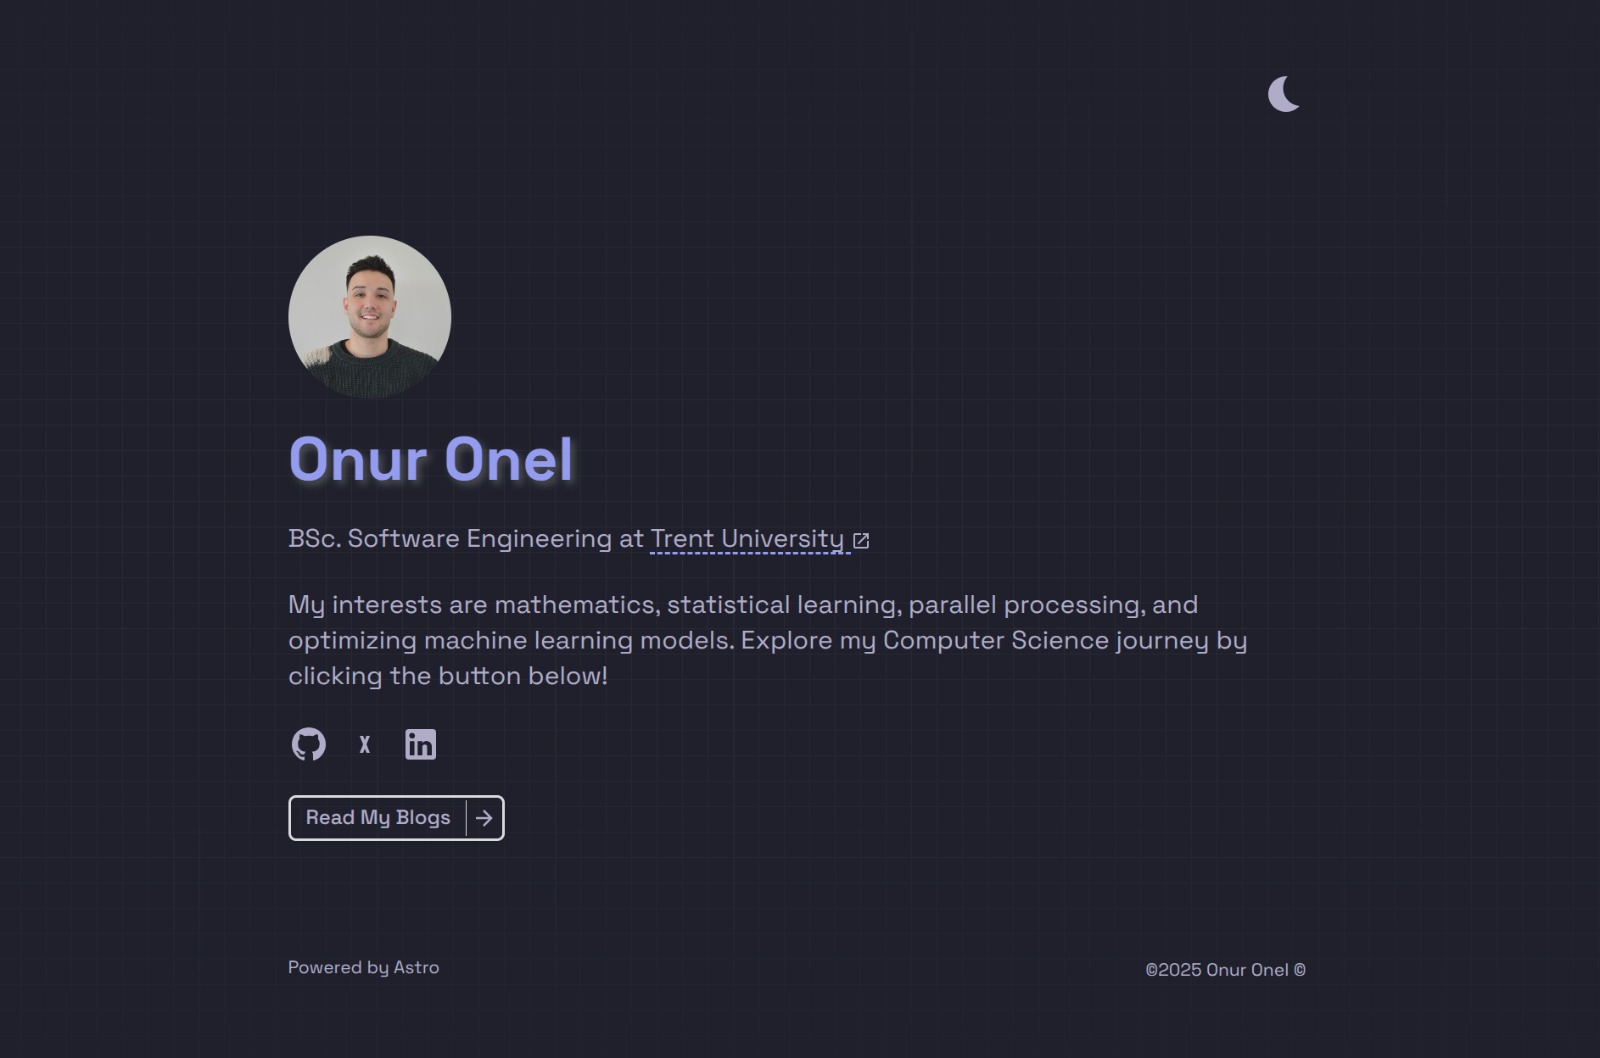 Onur Onel
BSc. Software Engineering at Trent University
My interests are mathematics, statistical learning, parallel processing, and
optimizing machine learning models. Explore my Computer Science journey by
clicking the button below!
X
in
Read My Blogs
Powered by Astro
©2025 Onur Onel ©